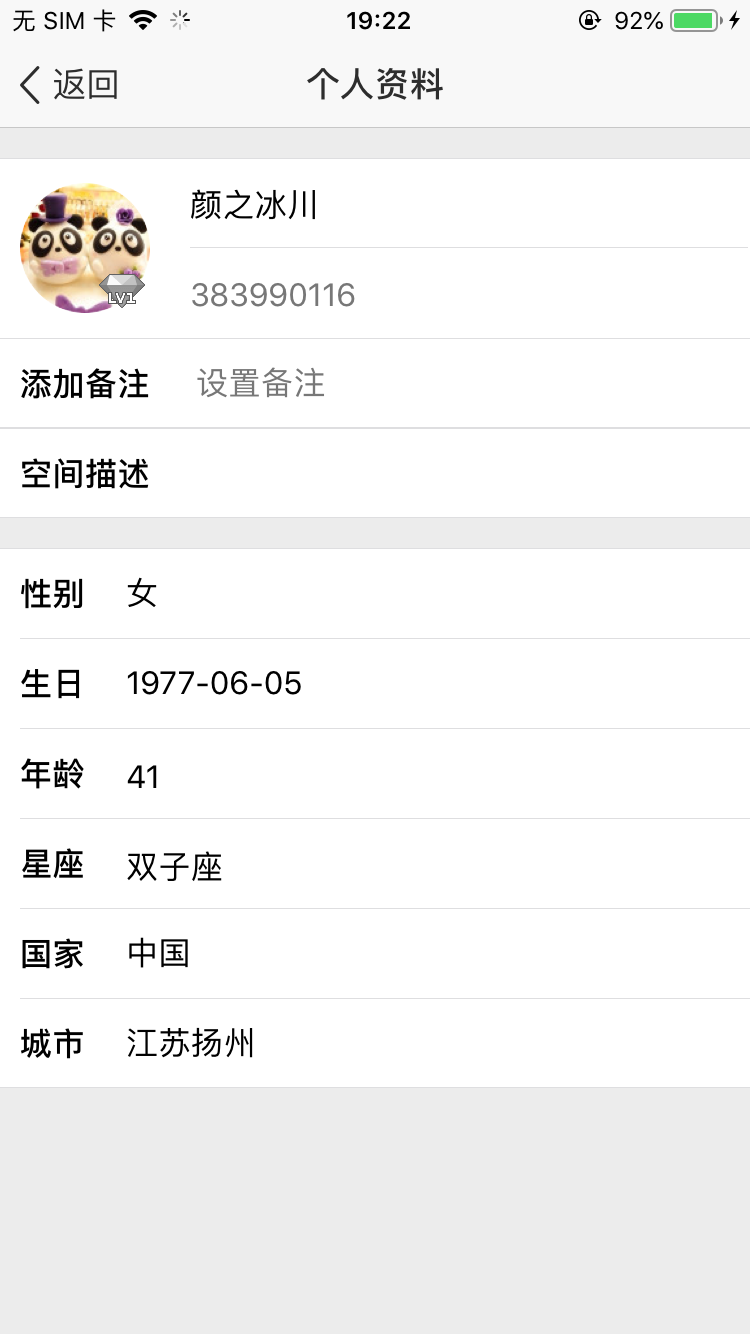 无 SIM 卡 19:22 92%
返回 个人资料
颜之冰川
LV1
383990116
添加备注 设置备注
空间描述
性别 女
生日 1977-06-05
年龄 41
星座 双子座
国家 中国
城市 江苏扬州